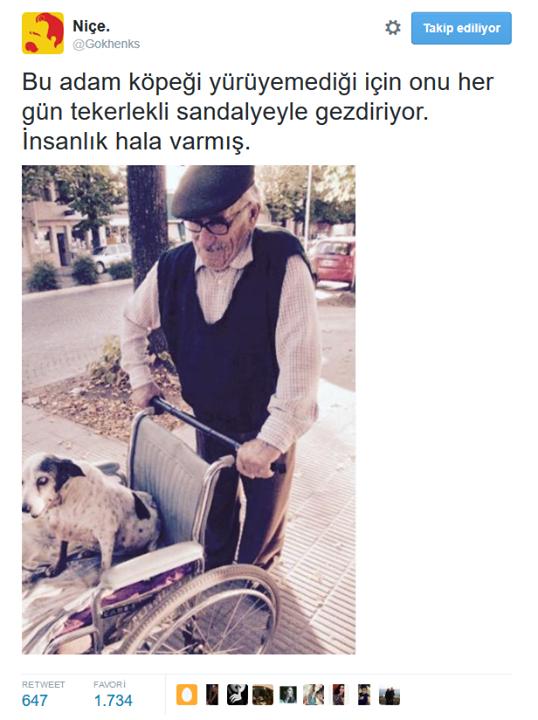 Niçe.
@Gokhenks
Takip ediliyor
Bu adam köpeği yürüyemediği için onu her
gün tekerlekli sandalyeyle gezdiriyor.
İnsanlık hala varmış.
RETWEET FAVORİ
647 1.734